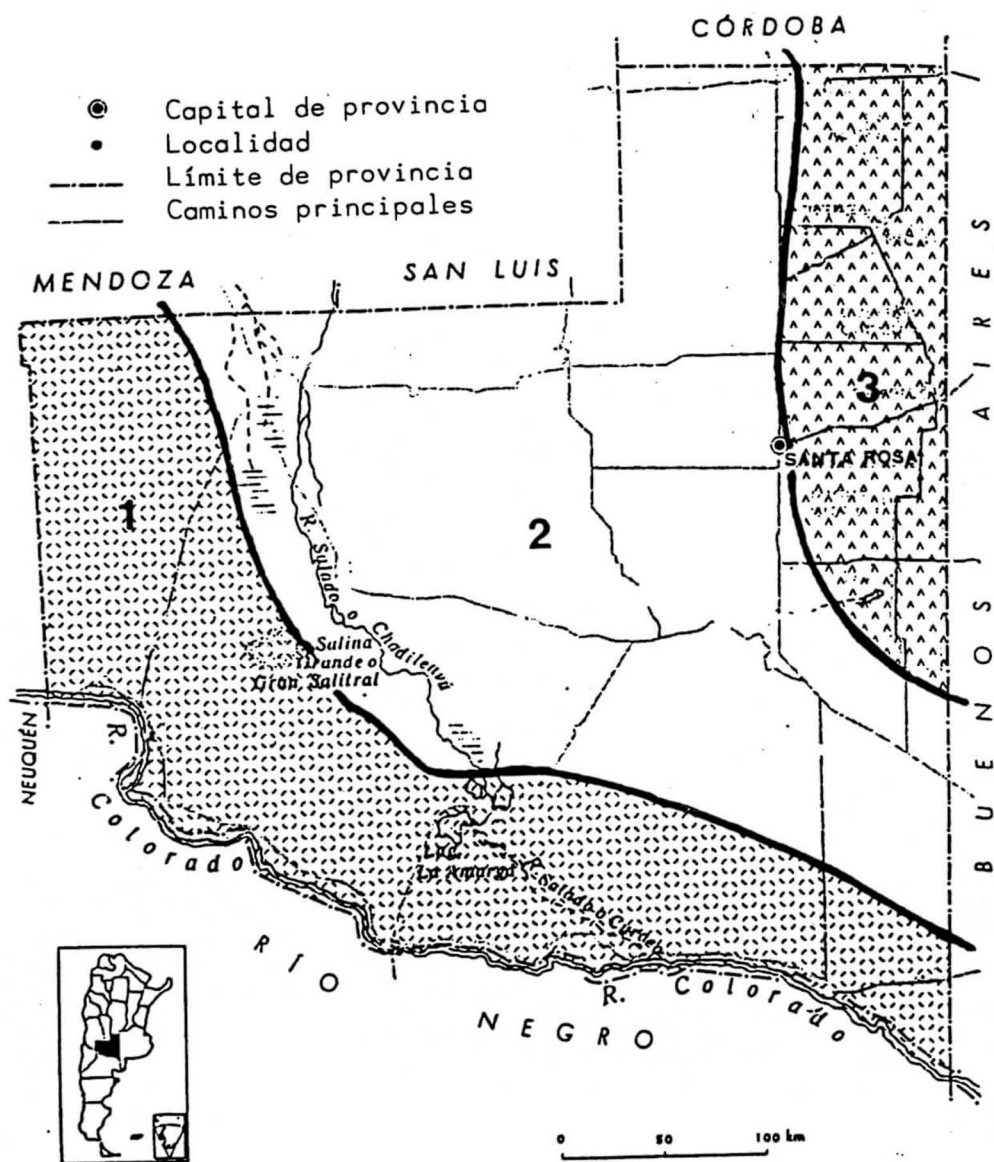 CÓRDOBA
Capital de provincia
Localidad
Límite de provincia
Caminos principales
MENDOZA
SAN LUIS
BUENOS AIRES
1
2
3
SANTA ROSA
R. Salado o Chadileuvú
Salina
Grande o
Gran Salitral
NEUQUÉN
R. Colorado
Lag.
La Amarga
R. Salado o Curacó
RÍO NEGRO
R. Colorado
0 50 100 km